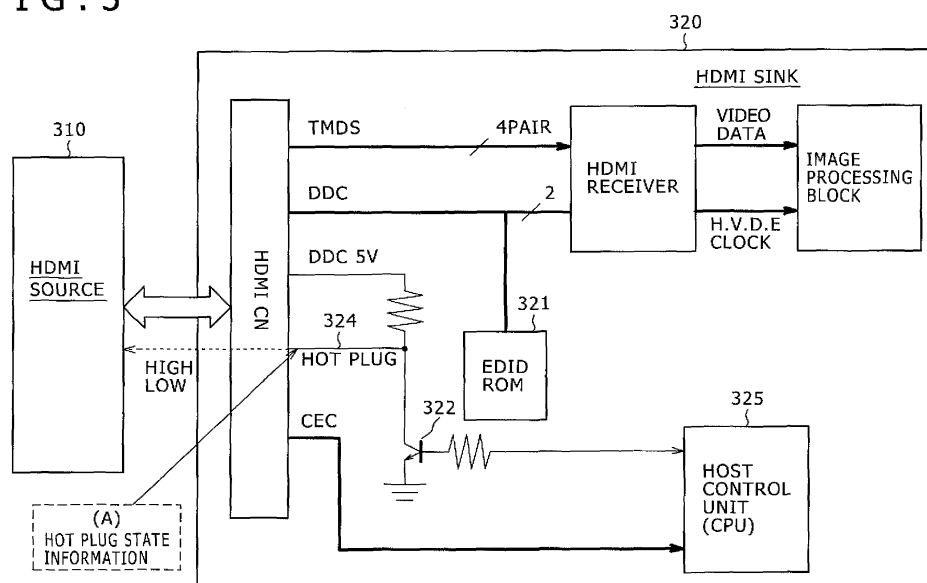 320
HDMI SINK
310
TMDS
4PAIR
VIDEO
DATA
HDMI
RECEIVER
IMAGE
PROCESSING
BLOCK
DDC
2
H.V.D.E
CLOCK
HDMI
SOURCE
HDMI CN
DDC 5V
321
324
HOT PLUG
EDID
ROM
HIGH
LOW
322
325
CEC
HOST
CONTROL
UNIT
(CPU)
(A)
HOT PLUG STATE
INFORMATION